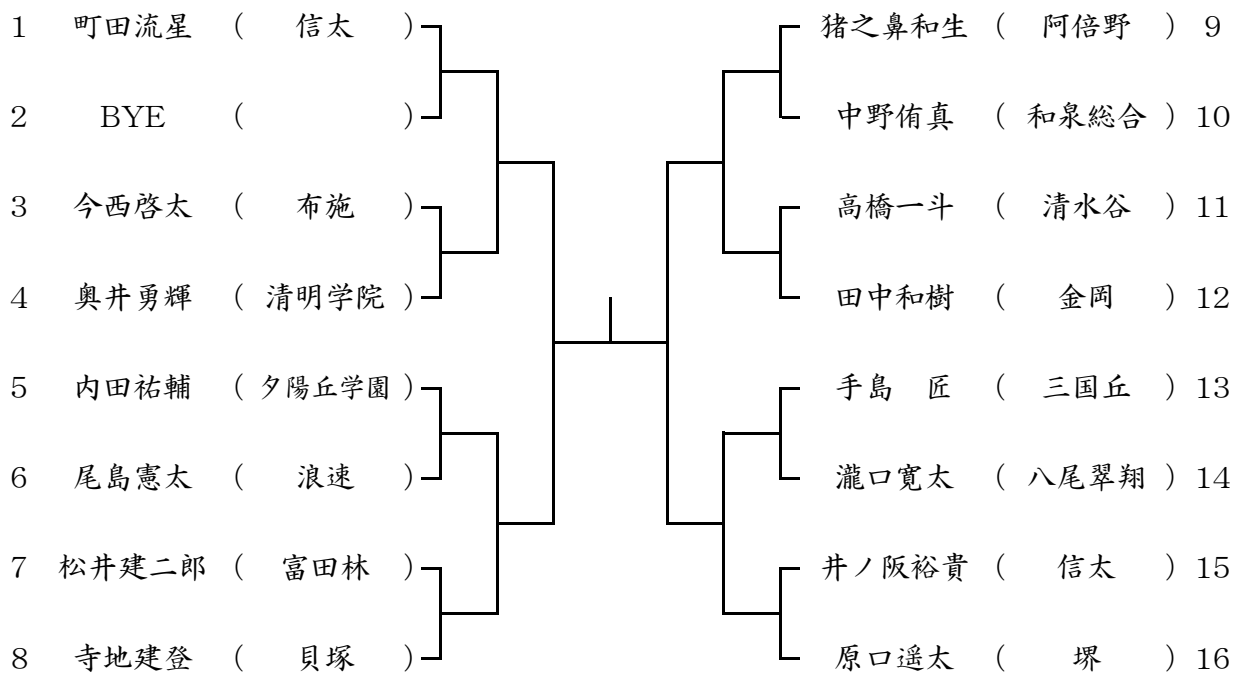 1 町田流星 ( 信太 )
2 BYE ( )
3 今西啓太 ( 布施 )
4 奥井勇輝 ( 清明学院 )
5 内田祐輔 ( 夕陽丘学園 )
6 尾島憲太 ( 浪速 )
7 松井建二郎 ( 富田林 )
8 寺地建登 ( 貝塚 )
猪之鼻和生 ( 阿倍野 ) 9
中野侑真 ( 和泉総合 ) 10
高橋一斗 ( 清水谷 ) 11
田中和樹 ( 金岡 ) 12
手島 匠 ( 三国丘 ) 13
瀧口寛太 ( 八尾翠翔 ) 14
井ノ阪裕貴 ( 信太 ) 15
原口遥太 ( 堺 ) 16